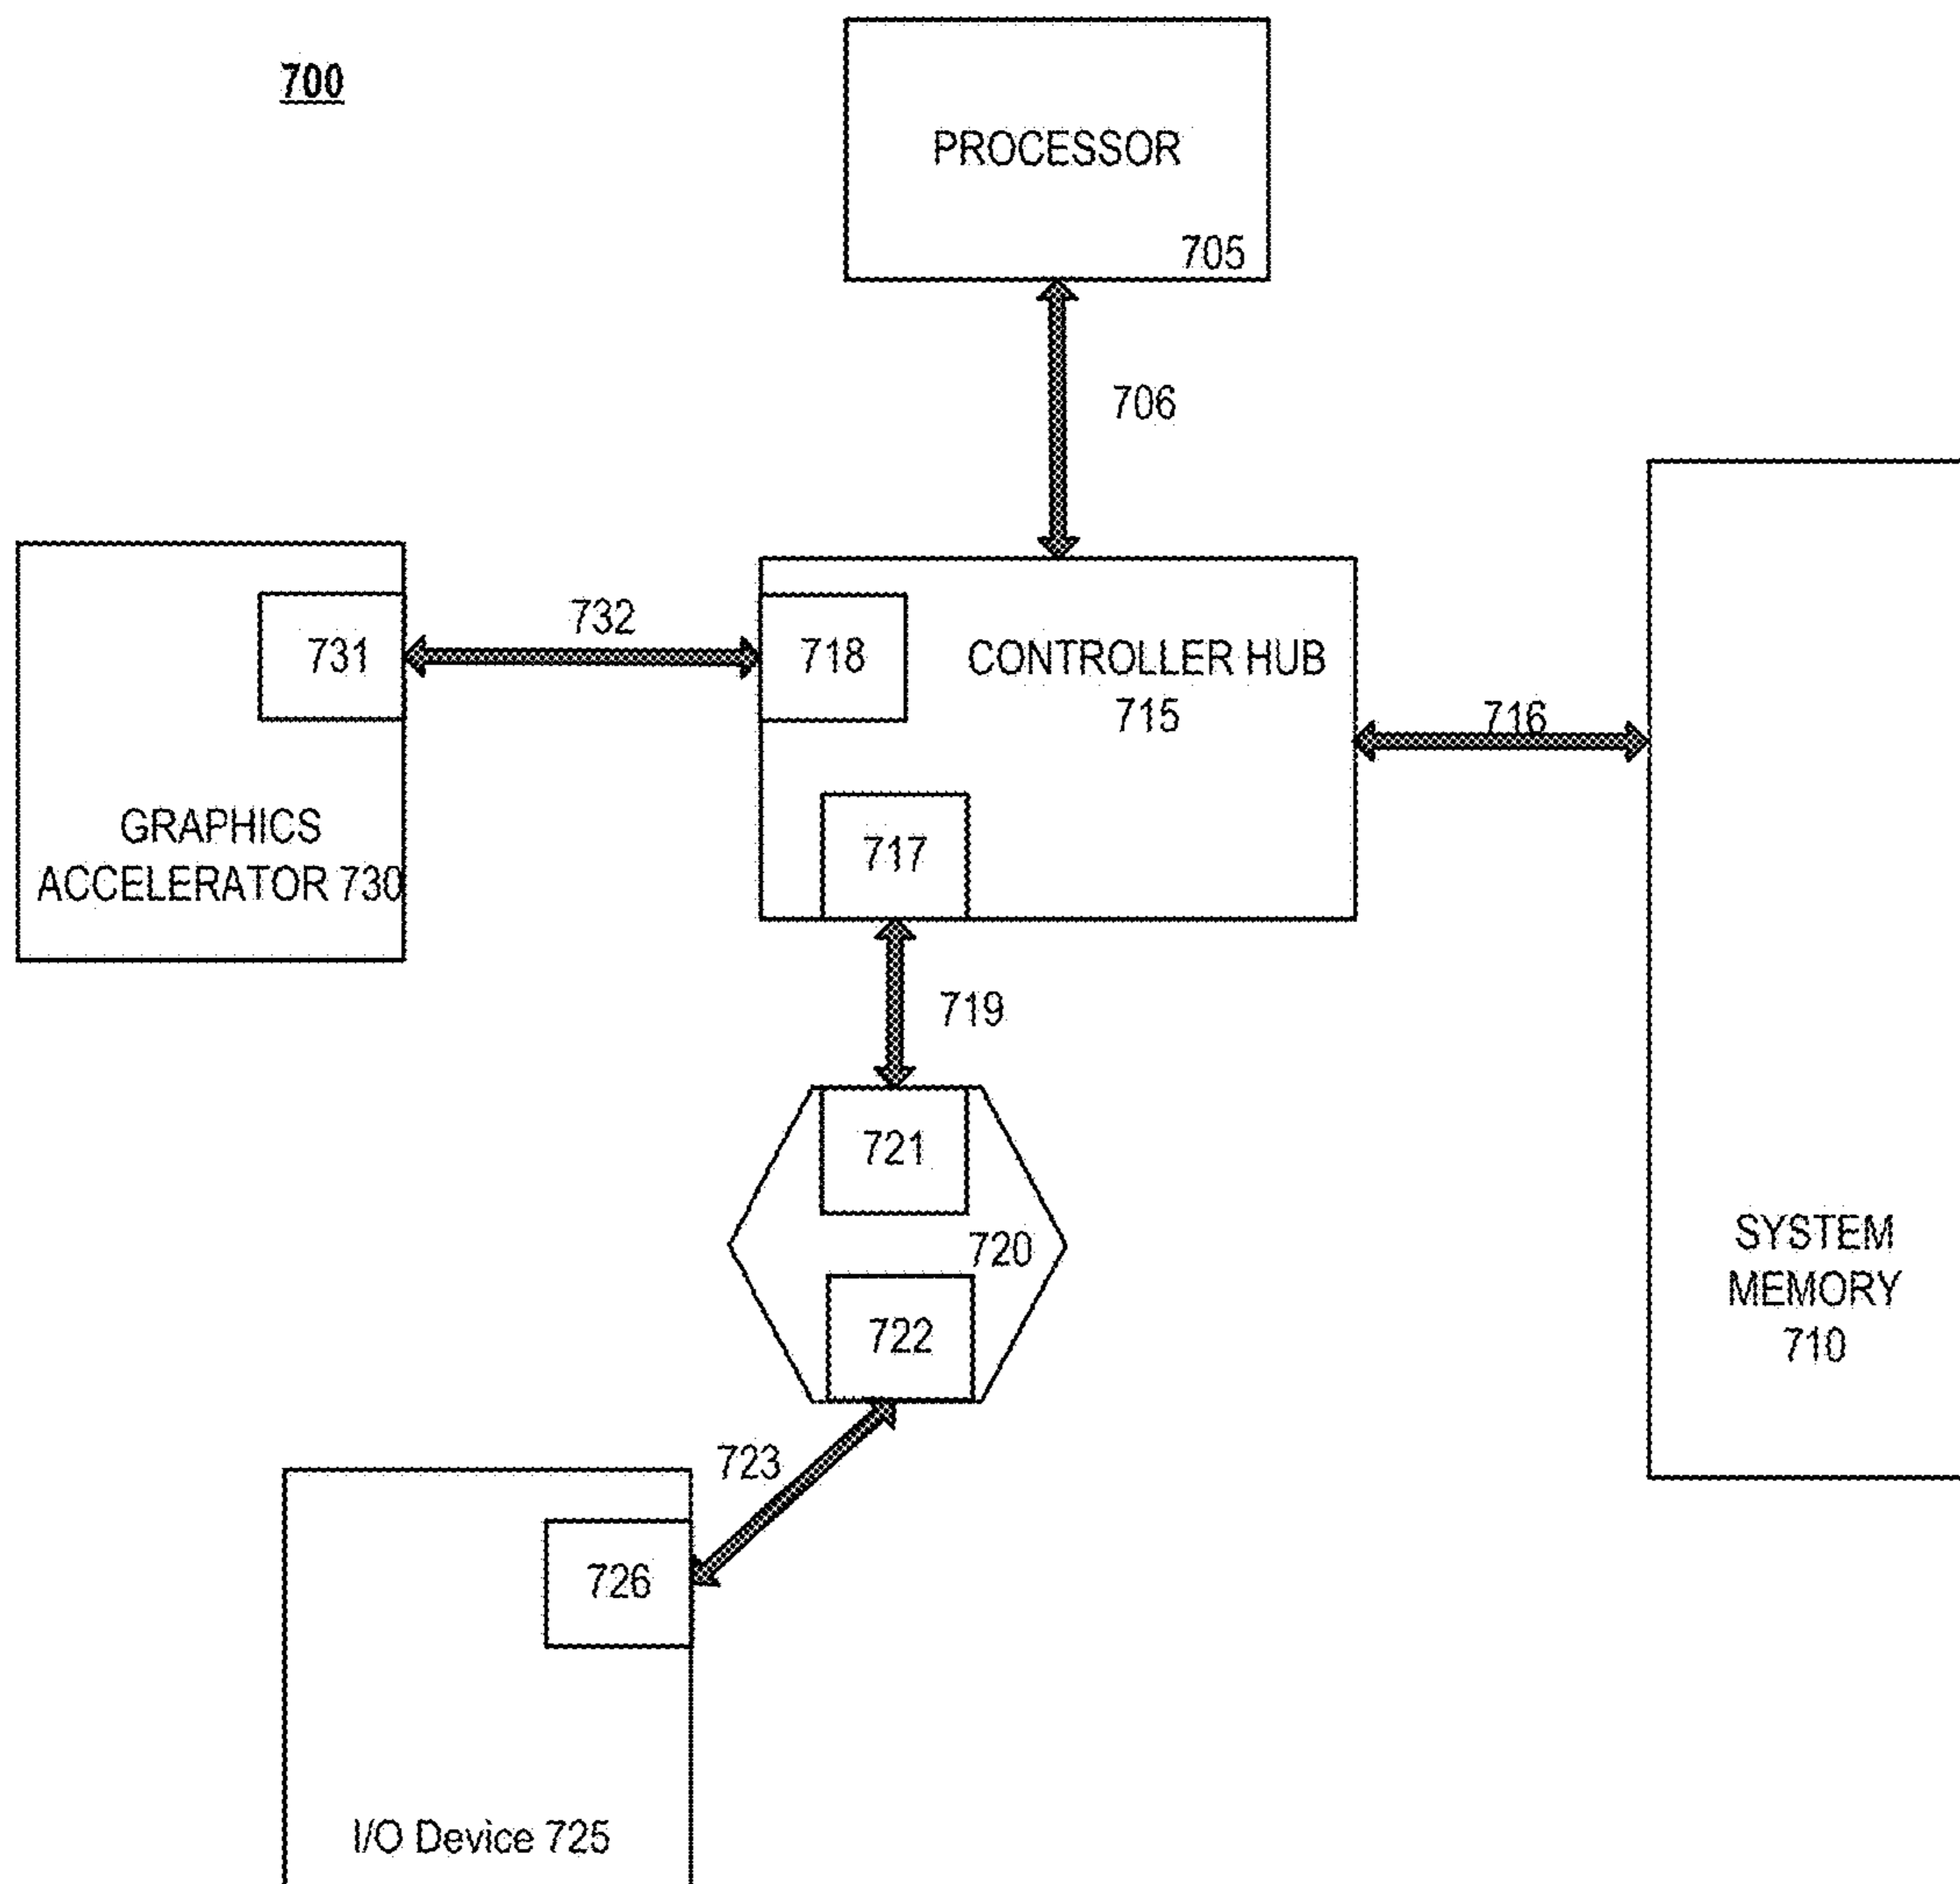 700
PROCESSOR
705
706
732
731
718
CONTROLLER HUB
715
716
GRAPHICS
ACCELERATOR 730
717
719
721
720
722
SYSTEM
MEMORY
710
723
726
I/O Device 725